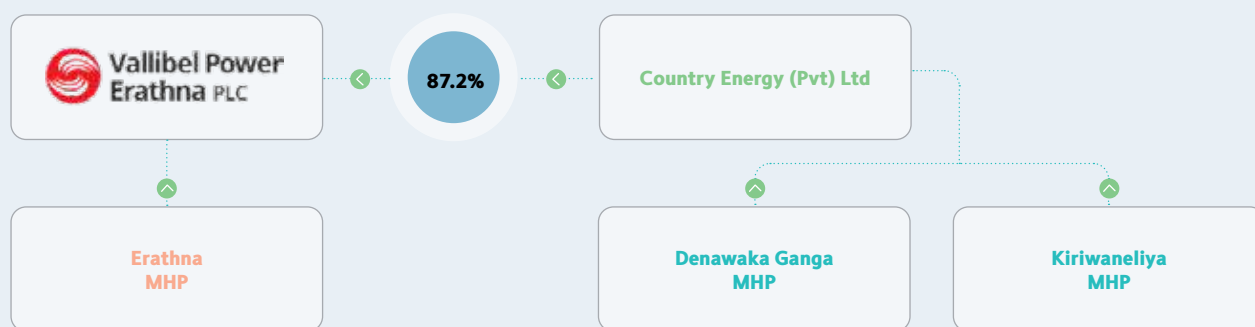 Vallibel Power
Erathna PLC
87.2%
Country Energy (Pvt) Ltd
Erathna
MHP
Denawaka Ganga
MHP
Kiriwaneliya
MHP